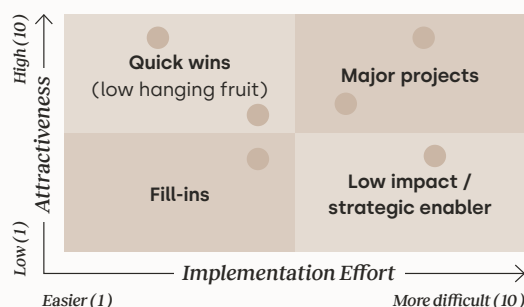 High (10)
Attractiveness
Low (1)
Quick wins
(low hanging fruit)
Major projects
Fill-ins
Low impact /
strategic enabler
Implementation Effort
Easier (1)
More difficult (10)